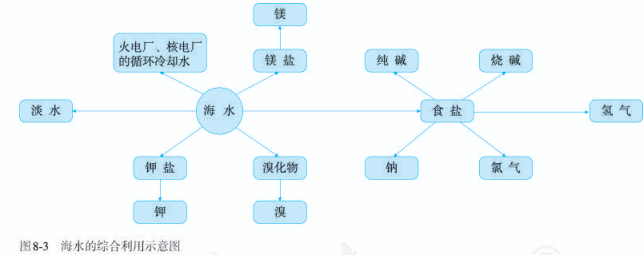 镁
火电厂、核电厂
的循环冷却水
镁盐
纯碱
烧碱
淡水
海水
食盐
氢气
钾盐
溴化物
钠
氯气
钾
溴
图8-3 海水的综合利用示意图